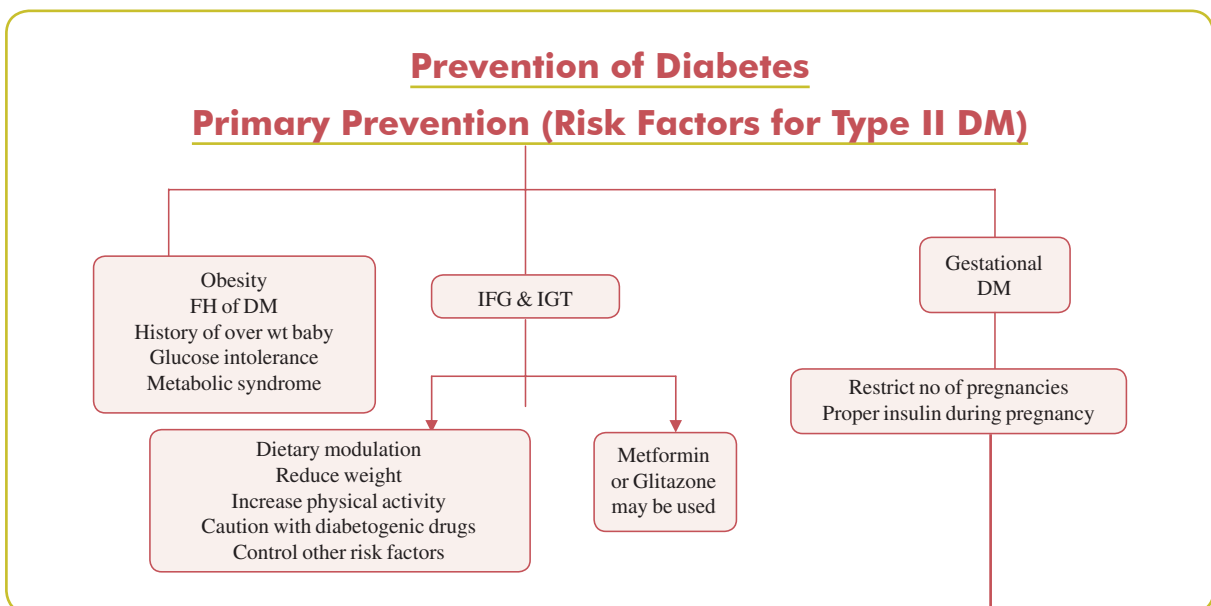 Prevention of Diabetes
Primary Prevention (Risk Factors for Type II DM)
Obesity
FH of DM
History of over wt baby
Glucose intolerance
Metabolic syndrome
IFG & IGT
Gestational
DM
Dietary modulation
Reduce weight
Increase physical activity
Caution with diabetogenic drugs
Control other risk factors
Metformin
or Glitazone
may be used
Restrict no of pregnancies
Proper insulin during pregnancy